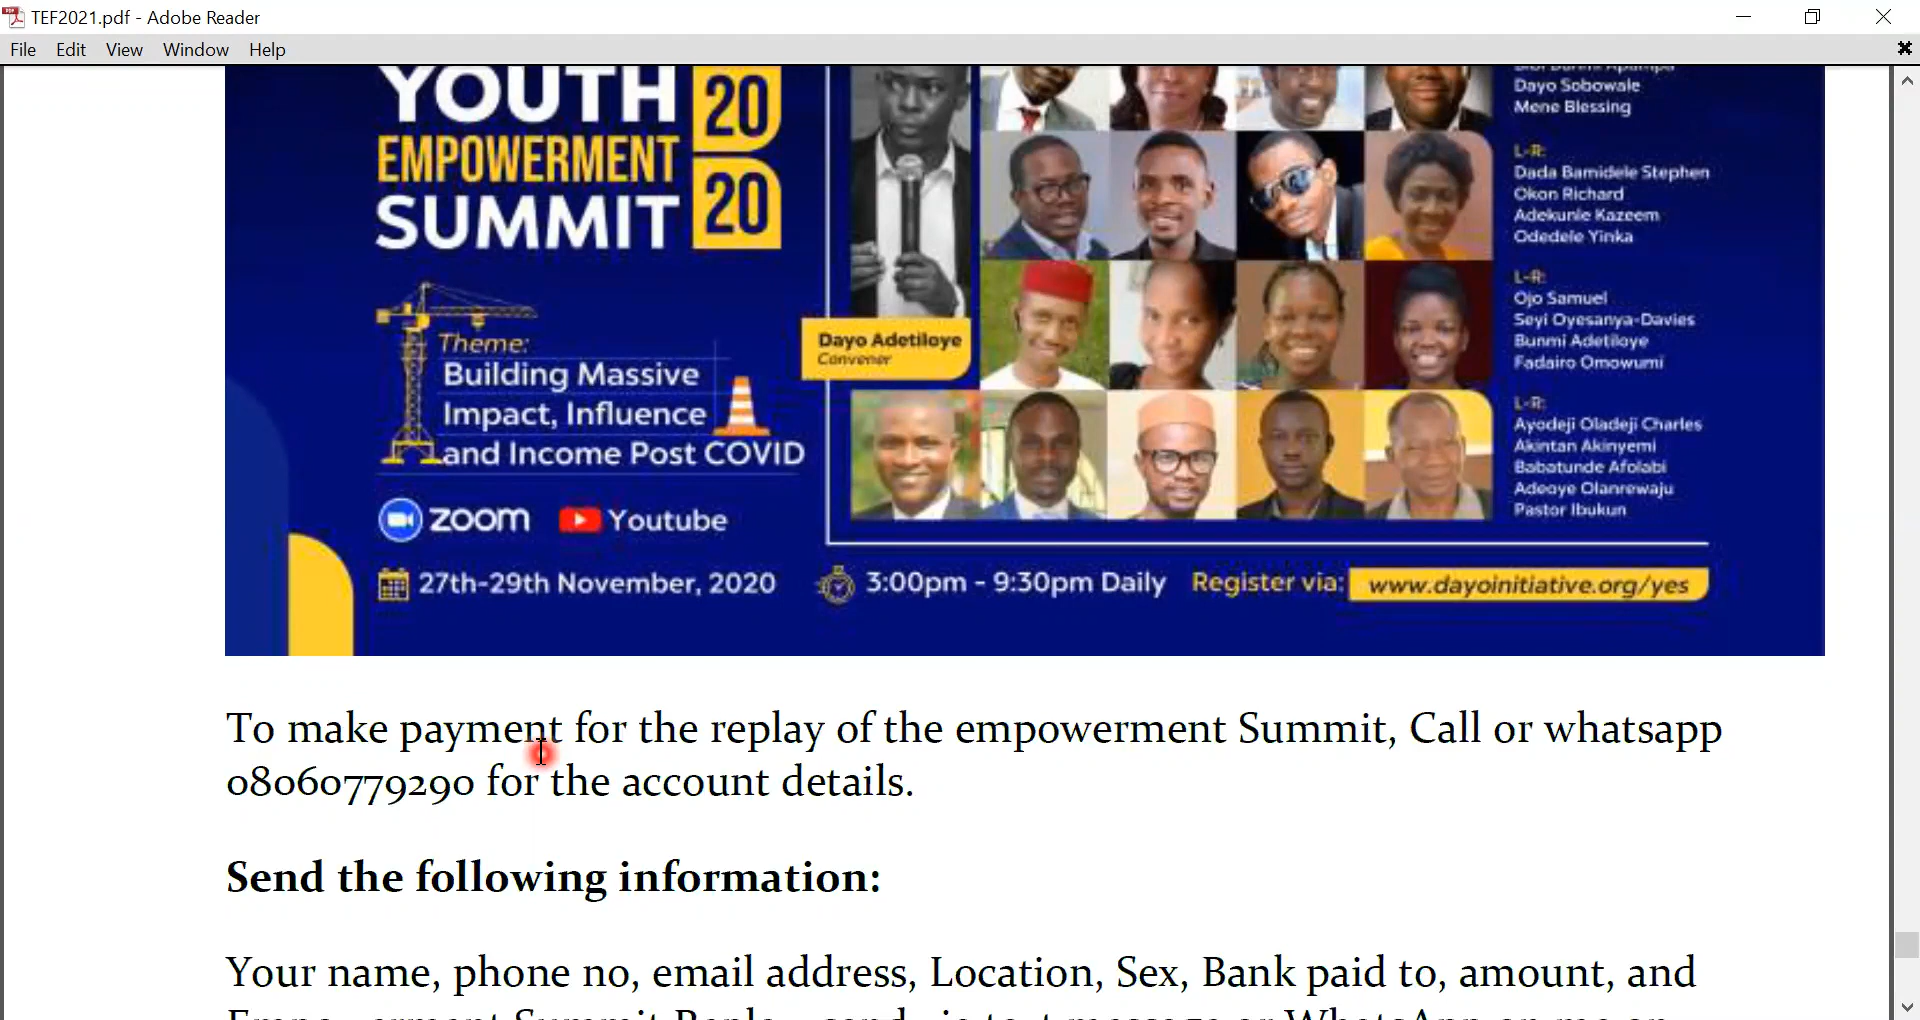 TEF2021.pdf - Adobe Reader
File Edit View Window Help
YOUTH
EMPOWERMENT
SUMMIT
20
20
Theme:
Building Massive
Impact, Influence
and Income Post COVID
zoom Youtube
Dayo Adetiloye
Convener
Dayo Sobowale
Mene Blessing
L-R:
Dada Bamidele Stephen
Okon Richard
Adekunle Kazeem
Odedele Yinka
L-R:
Ojo Samuel
Seyi Oyesanya-Davies
Bunmi Adetiloye
Fadairo Omowumi
L-R:
Ayodeji Oladeji Charles
Akintan Akinyemi
Babatunde Afolabi
Adeoye Olanrewaju
Pastor Ibukun
27th-29th November, 2020 3:00pm - 9:30pm Daily Register via: www.dayoinitiative.org/yes
To make payment for the replay of the empowerment Summit, Call or whatsapp
08060779290 for the account details.
Send the following information:
Your name, phone no, email address, Location, Sex, Bank paid to, amount, and